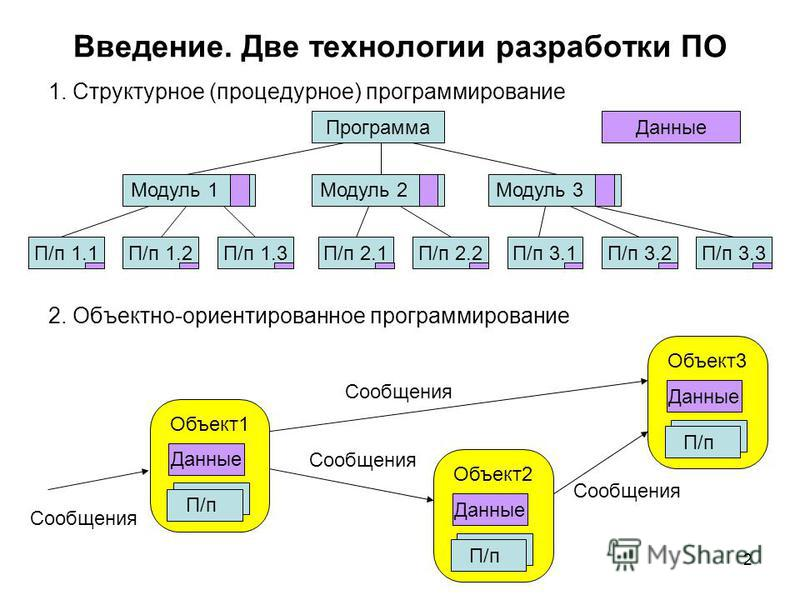 Введение. Две технологии разработки ПО
1. Структурное (процедурное) программирование
Программа
Данные
Модуль 1
Модуль 2
Модуль 3
П/п 1.1
П/п 1.2
П/п 1.3
П/п 2.1
П/п 2.2
П/п 3.1
П/п 3.2
П/п 3.3
2. Объектно-ориентированное программирование
Объект3
Данные
П/п
Сообщения
Объект1
Данные
П/п
Сообщения
Объект2
Данные
П/п
Сообщения
Сообщения
MyShared
2